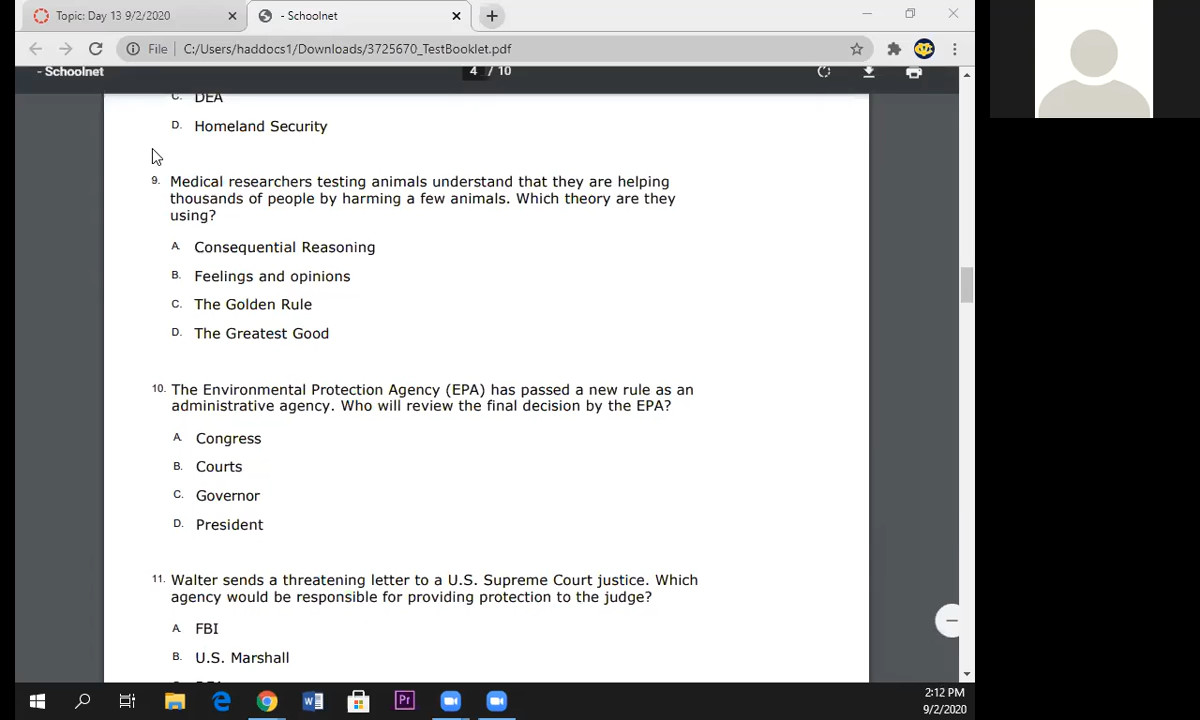 Topic: Day 13 9/2/2020
- Schoolnet
File C:/Users/haddocs1/Downloads/3725670_TestBooklet.pdf
- Schoolnet
4 / 10
C. DEA
D. Homeland Security
9. Medical researchers testing animals understand that they are helping
thousands of people by harming a few animals. Which theory are they
using?
A. Consequential Reasoning
B. Feelings and opinions
C. The Golden Rule
D. The Greatest Good
10. The Environmental Protection Agency (EPA) has passed a new rule as an
administrative agency. Who will review the final decision by the EPA?
A. Congress
B. Courts
C. Governor
D. President
11. Walter sends a threatening letter to a U.S. Supreme Court justice. Which
agency would be responsible for providing protection to the judge?
A. FBI
B. U.S. Marshall
Pr
2:12 PM
9/2/2020